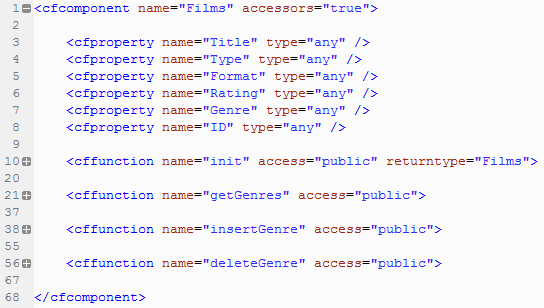 1 <cfcomponent name="Films" accessors="true">
2
3 <cfproperty name="Title" type="any" />
4 <cfproperty name="Type" type="any" />
5 <cfproperty name="Format" type="any" />
6 <cfproperty name="Rating" type="any" />
7 <cfproperty name="Genre" type="any" />
8 <cfproperty name="ID" type="any" />
9
10 <cffunction name="init" access="public" returntype="Films">
20
21 <cffunction name="getGenres" access="public">
37
38 <cffunction name="insertGenre" access="public">
55
56 <cffunction name="deleteGenre" access="public">
67
68 </cfcomponent>